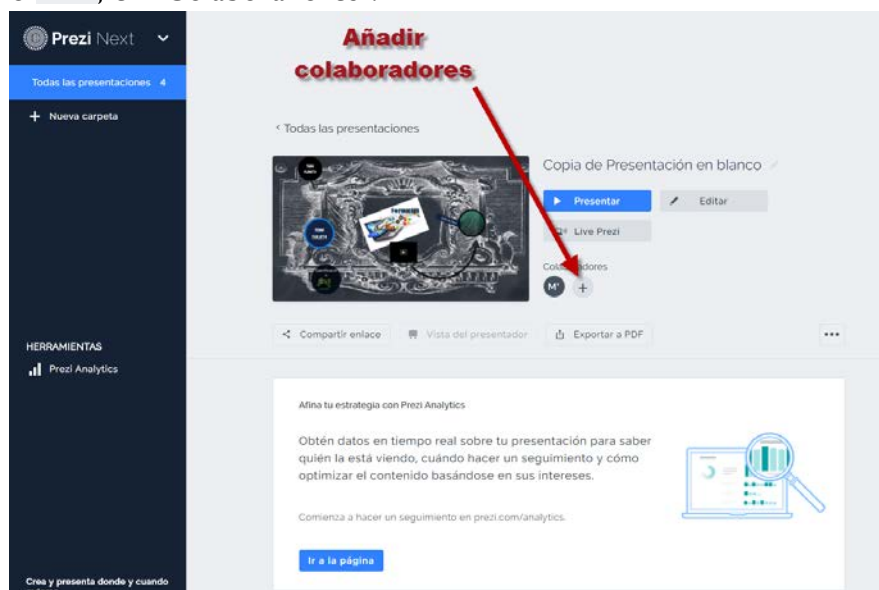 Prezi Next
Añadir
colaboradores
Todas las presentaciones 4
+ Nueva carpeta
< Todas las presentaciones
Copia de Presentación en blanco
Presentar
Editar
Live Prezi
Colaboradores
M +
Compartir enlace
Vista del presentador
Exportar a PDF
HERRAMIENTAS
Prezi Analytics
Afina tu estrategia con Prezi Analytics
Obtén datos en tiempo real sobre tu presentación para saber
quién la está viendo, cuándo hacer un seguimiento y cómo
optimizar el contenido basándose en sus intereses.
Comienza a hacer un seguimiento en prezi.com/analytics.
Ir a la página
Crea y presenta donde y cuando